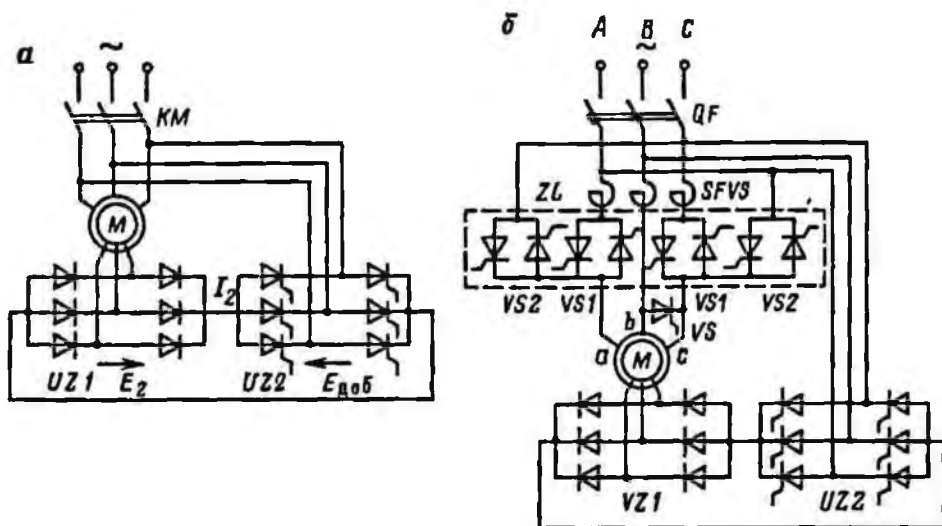 а
~
KM
M
I2
UZ1
E2
UZ2
Eдоб
б
A B C
~
QF
ZL
SFVS
VS2 VS1 VS1 VS2
b
VS
a M c
VZ1
UZ2